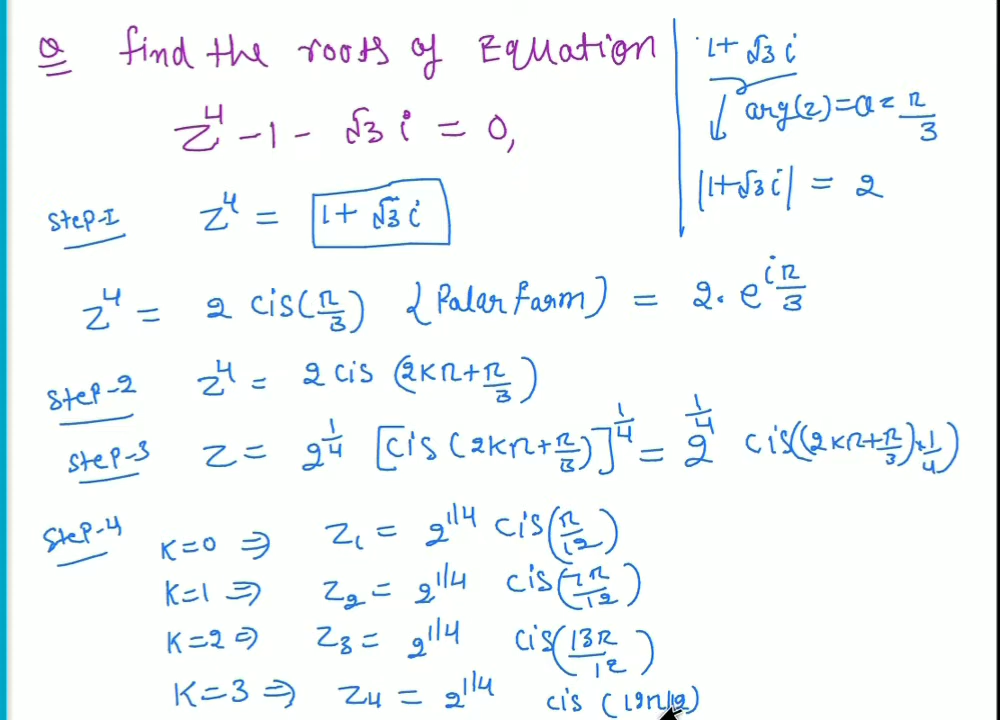 Q find the roots of Equation
z⁴ - 1 - √3 i = 0,
Step-I z⁴ = 1 + √3 i
z⁴ = 2 cis(π/3) {Polar Farm) = 2. e^(iπ/3)
Step-2 z⁴ = 2 cis (2Kπ + π/3)
Step-3 z = 2^(1/4) [cis (2Kπ + π/3)]^(1/4) = 2^(1/4) cis((2Kπ + π/3) × 1/4)
Step-4
K=0 ⇒ z₁ = 2^(1/4) cis(π/12)
K=1 ⇒ z₂ = 2^(1/4) cis(7π/12)
K=2 ⇒ z₃ = 2^(1/4) cis(13π/12)
K=3 ⇒ z₄ = 2^(1/4) cis (19π/12)
1 + √3 i
↓ arg(z) = a = π/3
|1 + √3 i| = 2